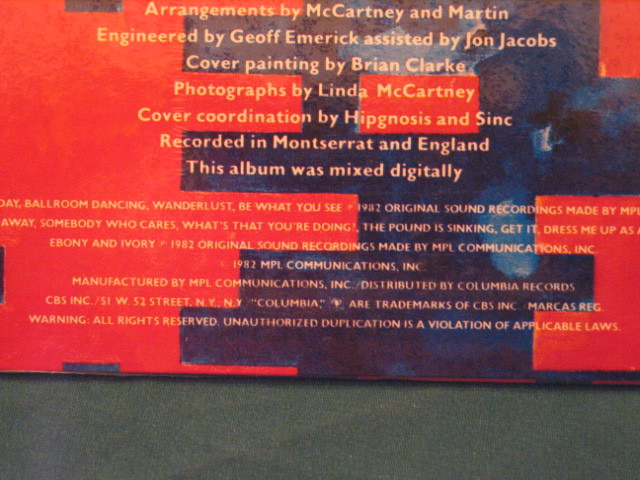 Arrangements by McCartney and Martin
Engineered by Geoff Emerick assisted by Jon Jacobs
Cover painting by Brian Clarke
Photographs by Linda McCartney
Cover coordination by Hipgnosis and Sinc
Recorded in Montserrat and England
This album was mixed digitally
DAY, BALLROOM DANCING, WANDERLUST, BE WHAT YOU SEE ℗ 1982 ORIGINAL SOUND RECORDINGS MADE BY MPL
AWAY, SOMEBODY WHO CARES, WHAT'S THAT YOU'RE DOING?, THE POUND IS SINKING, GET IT, DRESS ME UP AS A
EBONY AND IVORY ℗ 1982 ORIGINAL SOUND RECORDINGS MADE BY MPL COMMUNICATIONS, INC.
© 1982 MPL COMMUNICATIONS, INC.
MANUFACTURED BY MPL COMMUNICATIONS, INC./DISTRIBUTED BY COLUMBIA RECORDS
CBS INC./51 W. 52 STREET, N.Y., N.Y. "COLUMBIA," ARE TRADEMARKS OF CBS INC. MARCAS REG.
WARNING: ALL RIGHTS RESERVED. UNAUTHORIZED DUPLICATION IS A VIOLATION OF APPLICABLE LAWS.